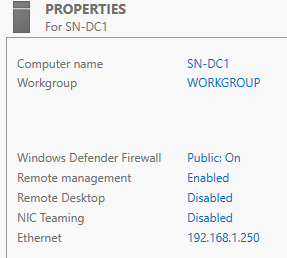 PROPERTIES
For SN-DC1
Computer name SN-DC1
Workgroup WORKGROUP
Windows Defender Firewall Public: On
Remote management Enabled
Remote Desktop Disabled
NIC Teaming Disabled
Ethernet 192.168.1.250